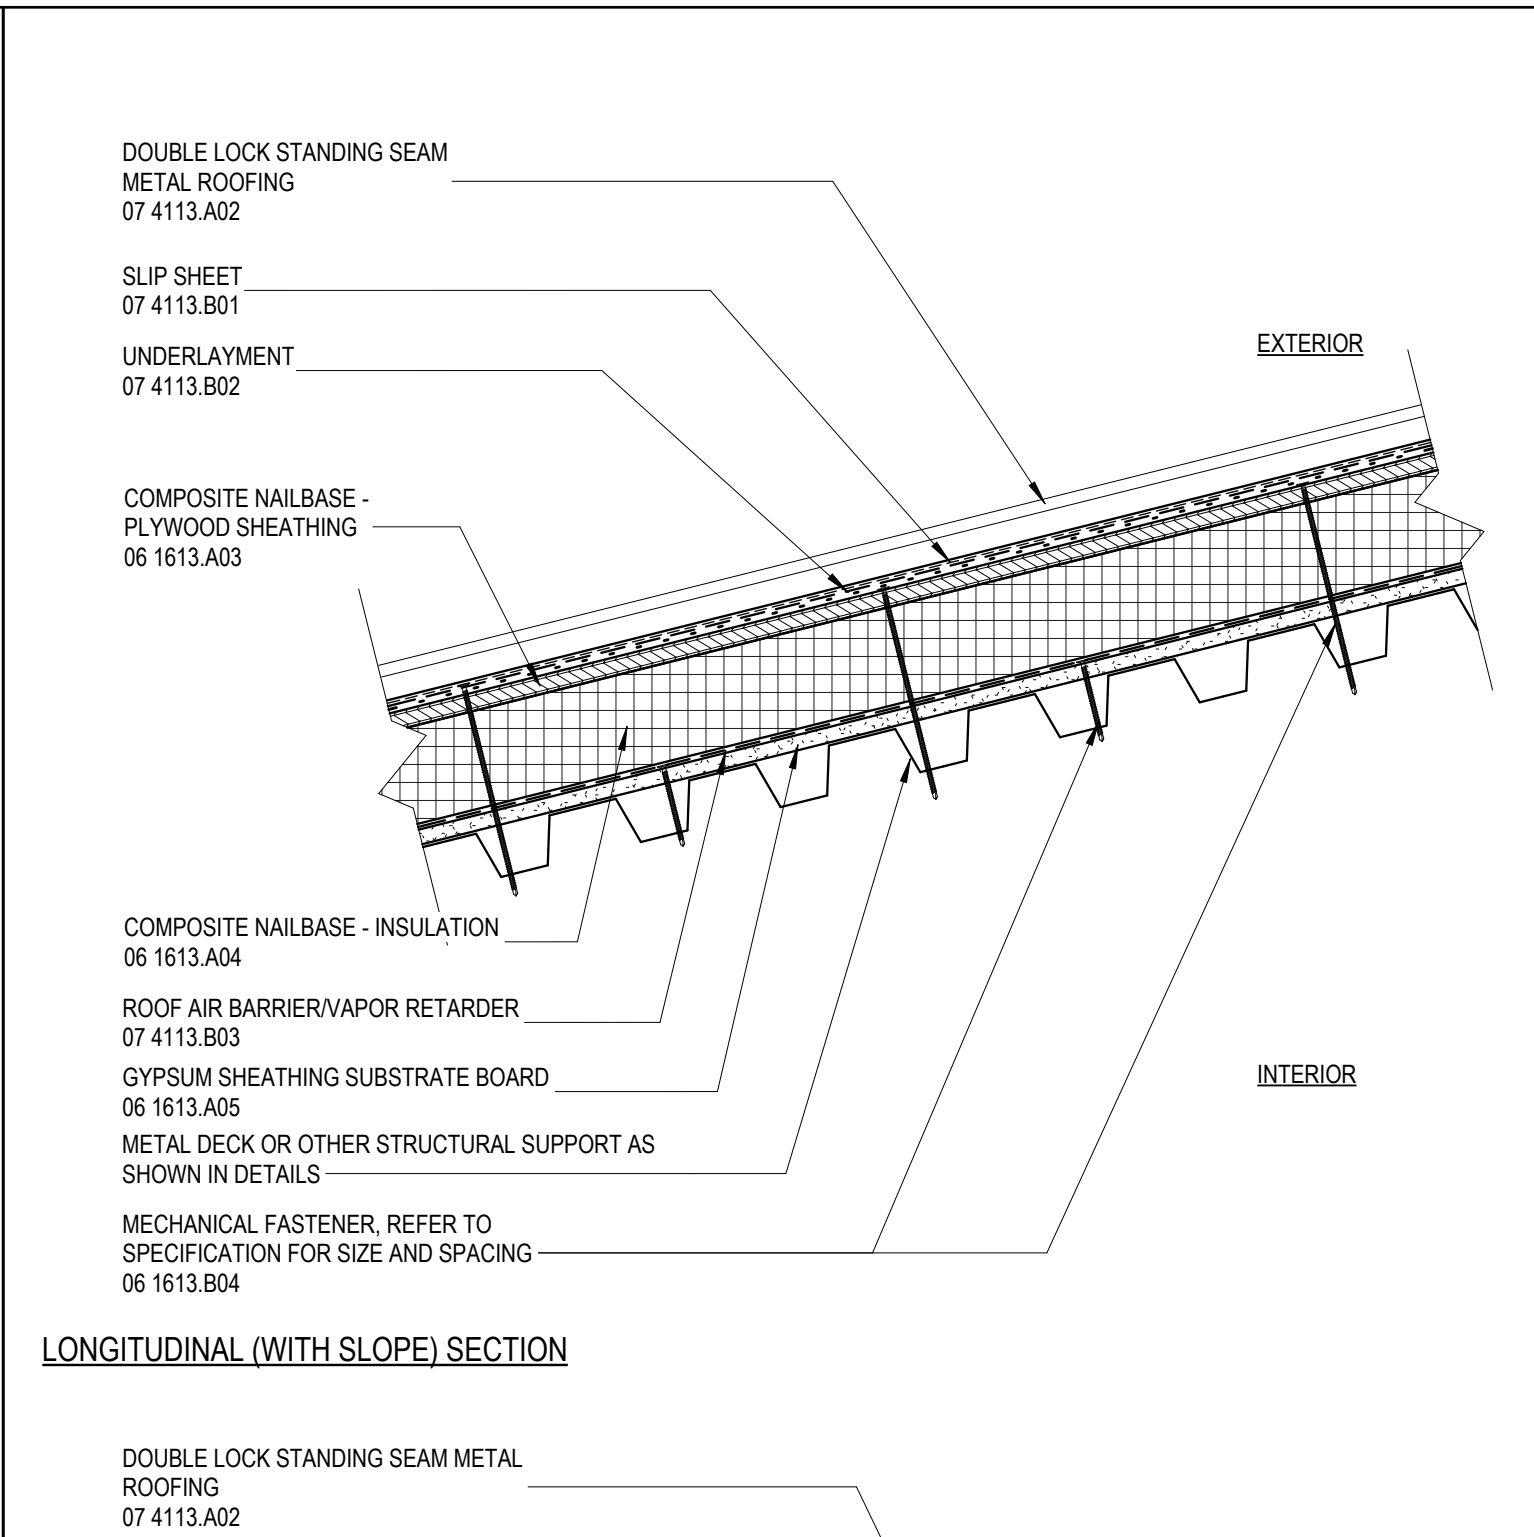 DOUBLE LOCK STANDING SEAM
METAL ROOFING
07 4113.A02
SLIP SHEET
07 4113.B01
UNDERLAYMENT
07 4113.B02
EXTERIOR
COMPOSITE NAILBASE -
PLYWOOD SHEATHING
06 1613.A03
COMPOSITE NAILBASE - INSULATION
06 1613.A04
ROOF AIR BARRIER/VAPOR RETARDER
07 4113.B03
GYPSUM SHEATHING SUBSTRATE BOARD
06 1613.A05
INTERIOR
METAL DECK OR OTHER STRUCTURAL SUPPORT AS
SHOWN IN DETAILS
MECHANICAL FASTENER, REFER TO
SPECIFICATION FOR SIZE AND SPACING
06 1613.B04
LONGITUDINAL (WITH SLOPE) SECTION
DOUBLE LOCK STANDING SEAM METAL
ROOFING
07 4113.A02